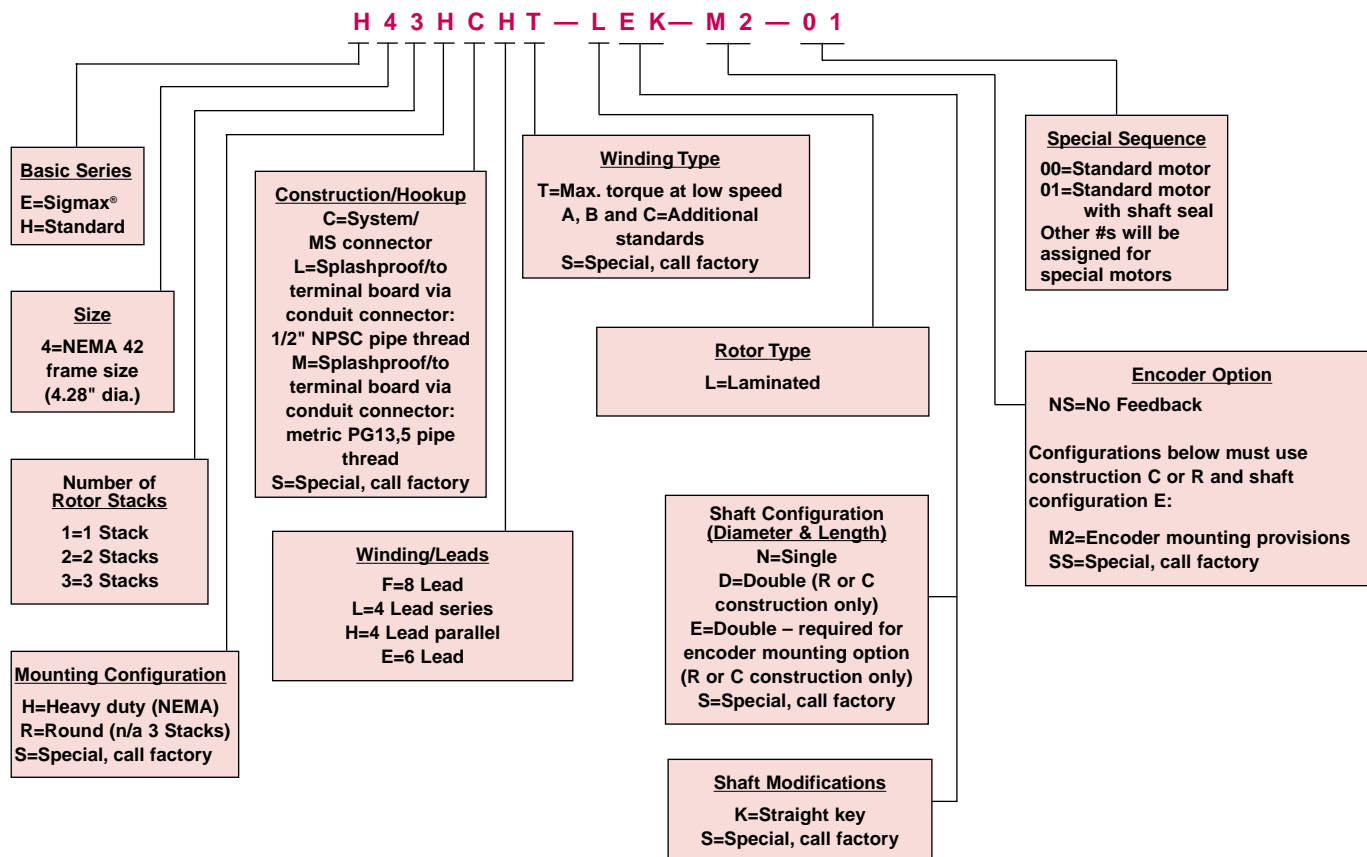 H 4 3 H C H T — L E K — M 2 — 0 1
Basic Series
E=Sigmax®
H=Standard
Size
4=NEMA 42
frame size
(4.28" dia.)
Number of
Rotor Stacks
1=1 Stack
2=2 Stacks
3=3 Stacks
Mounting Configuration
H=Heavy duty (NEMA)
R=Round (n/a 3 Stacks)
S=Special, call factory
Construction/Hookup
C=System/
MS connector
L=Splashproof/to
terminal board via
conduit connector:
1/2" NPSC pipe thread
M=Splashproof/to
terminal board via
conduit connector:
metric PG13,5 pipe
thread
S=Special, call factory
Winding/Leads
F=8 Lead
L=4 Lead series
H=4 Lead parallel
E=6 Lead
Winding Type
T=Max. torque at low speed
A, B and C=Additional
standards
S=Special, call factory
Rotor Type
L=Laminated
Shaft Configuration
(Diameter & Length)
N=Single
D=Double (R or C
construction only)
E=Double – required for
encoder mounting option
(R or C construction only)
S=Special, call factory
Shaft Modifications
K=Straight key
S=Special, call factory
Special Sequence
00=Standard motor
01=Standard motor
with shaft seal
Other #s will be
assigned for
special motors
Encoder Option
NS=No Feedback
Configurations below must use
construction C or R and shaft
configuration E:
M2=Encoder mounting provisions
SS=Special, call factory